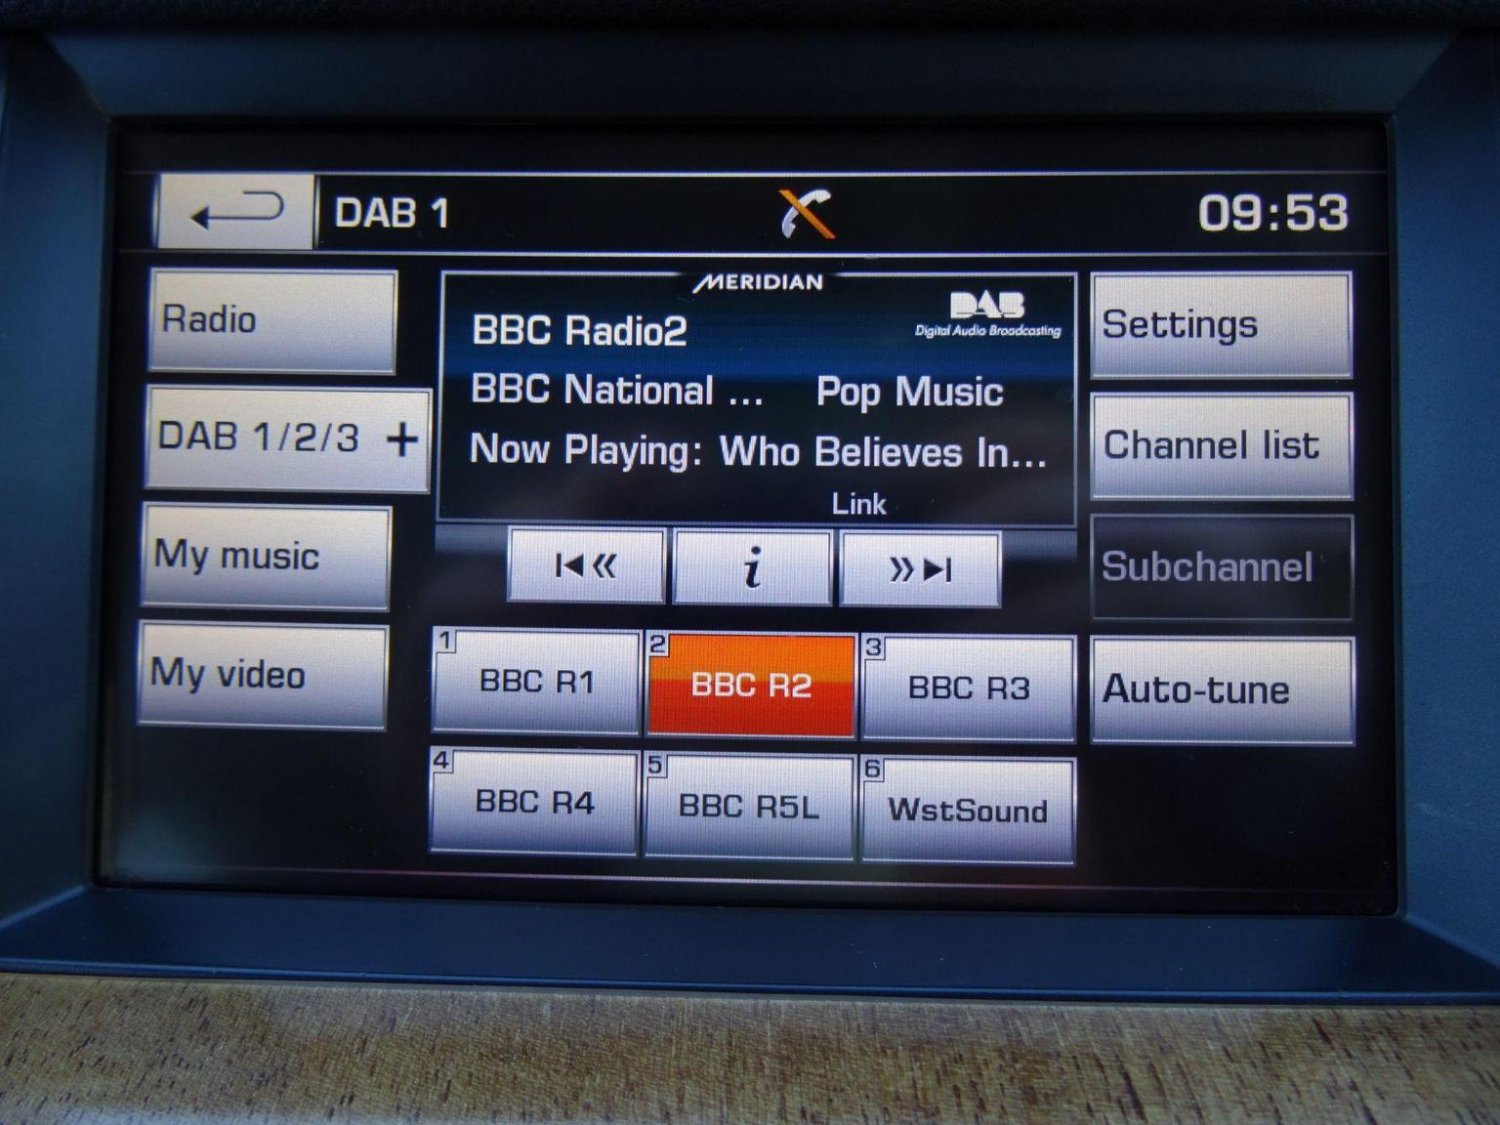 DAB 1
09:53
Radio
DAB 1/2/3 +
My music
My video
MERIDIAN
DAB
Digital Audio Broadcasting
BBC Radio2
BBC National ... Pop Music
Now Playing: Who Believes In...
Link
i
Settings
Channel list
Subchannel
Auto-tune
1 BBC R1
2 BBC R2
3 BBC R3
4 BBC R4
5 BBC R5L
6 WstSound